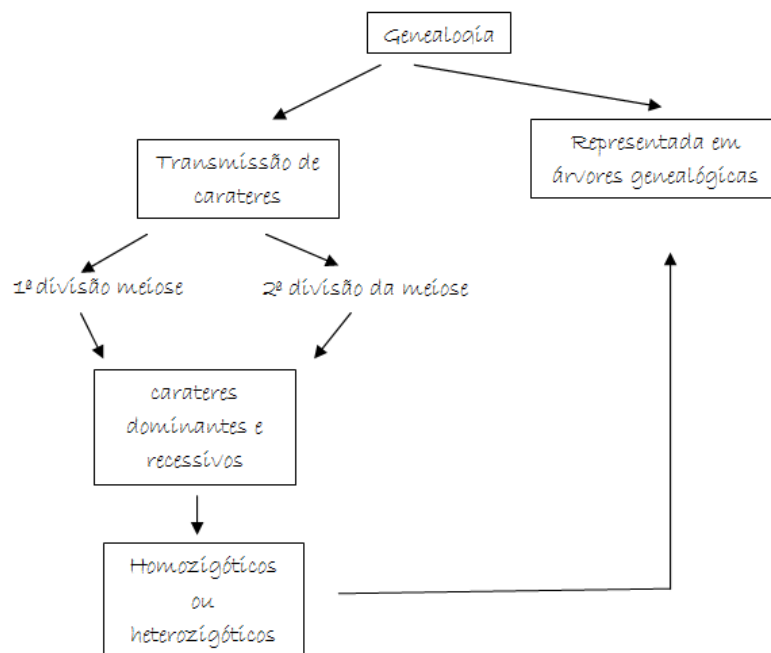 Genealogia
Transmissão de
carateres
Representada em
árvores genealógicas
1ª divisão meiose
2ª divisão da meiose
carateres
dominantes e
recessivos
Homozigóticos
ou
heterozigóticos